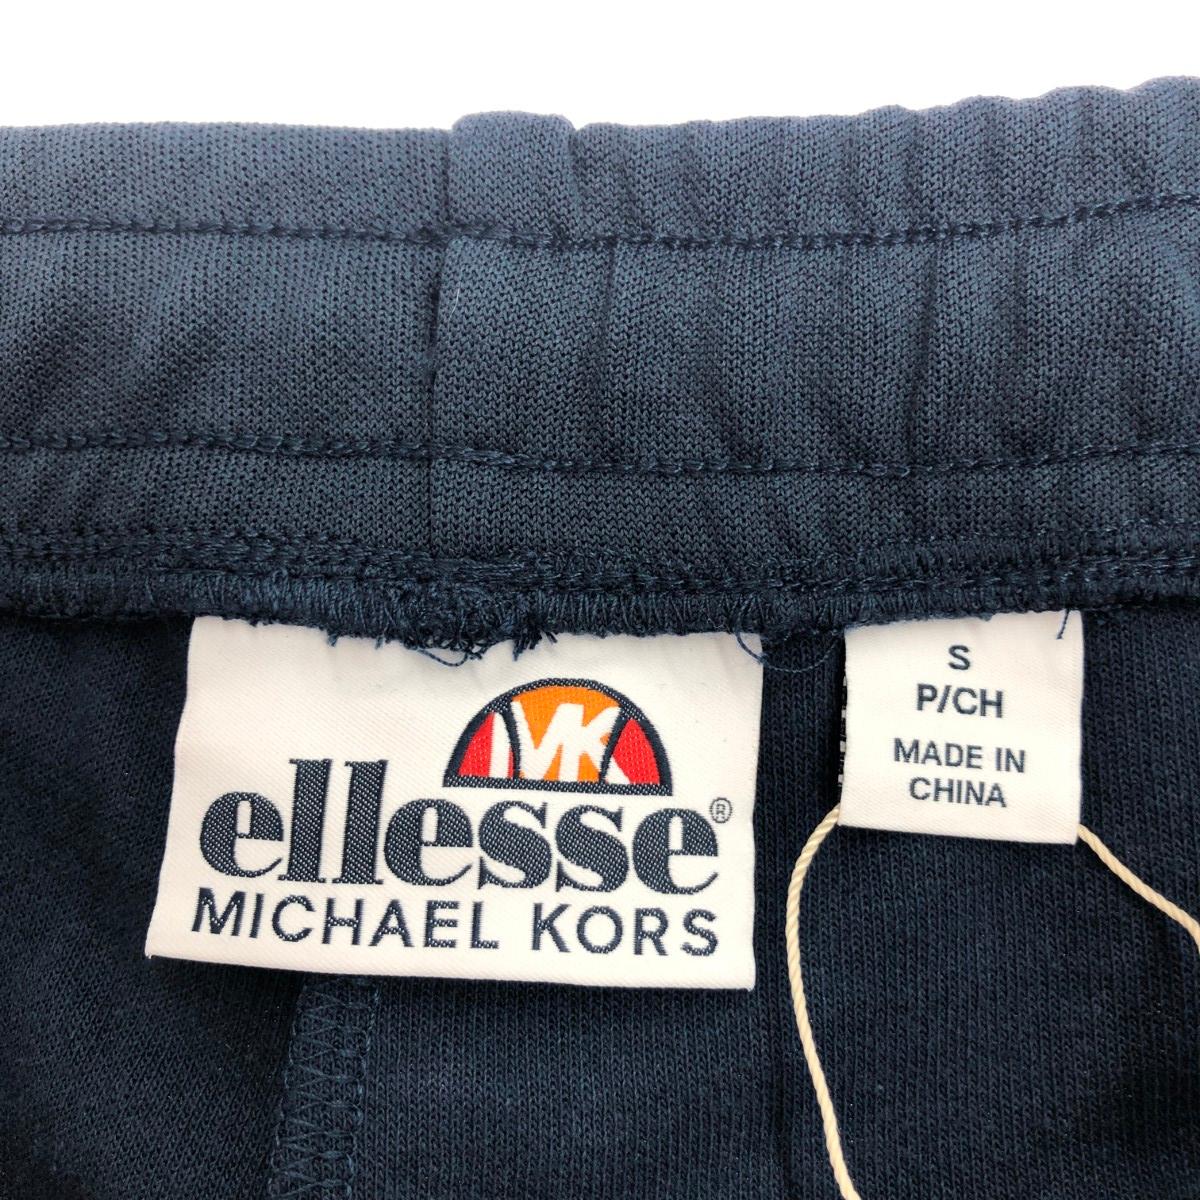 MK
ellesse®
MICHAEL KORS
S
P/CH
MADE IN
CHINA